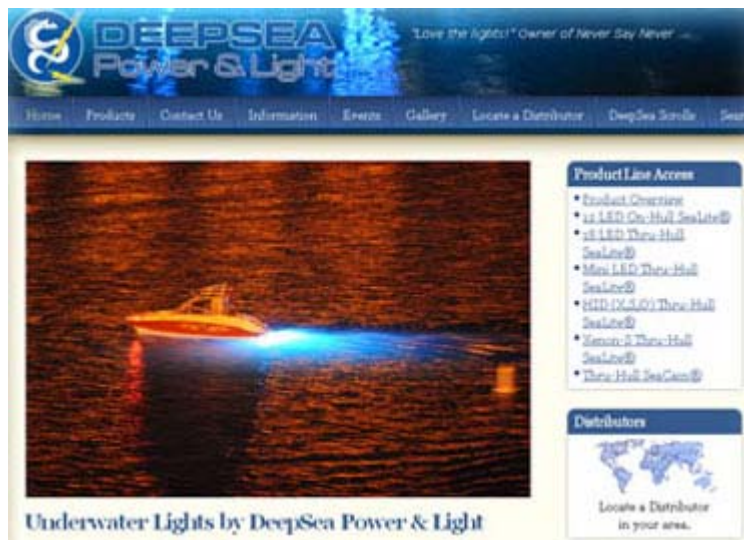 DEEPSEA
Power & Light
"Love the lights!" Owner of Never Say Never ...
Home Products Contact Us Information Events Gallery Locate a Distributor DeepSea Scrolls Sear
Product Line Access
Product Overview
12 LED On-Hull SeaLite®
18 LED Thru-Hull
SeaLite®
Mini LED Thru-Hull
SeaLite®
HID (X,S,O) Thru-Hull
SeaLite®
Xenon-S Thru-Hull
SeaLite®
Thru-Hull SeaCam®
Distributors
Locate a Distributor
in your area.
Underwater Lights by DeepSea Power & Light